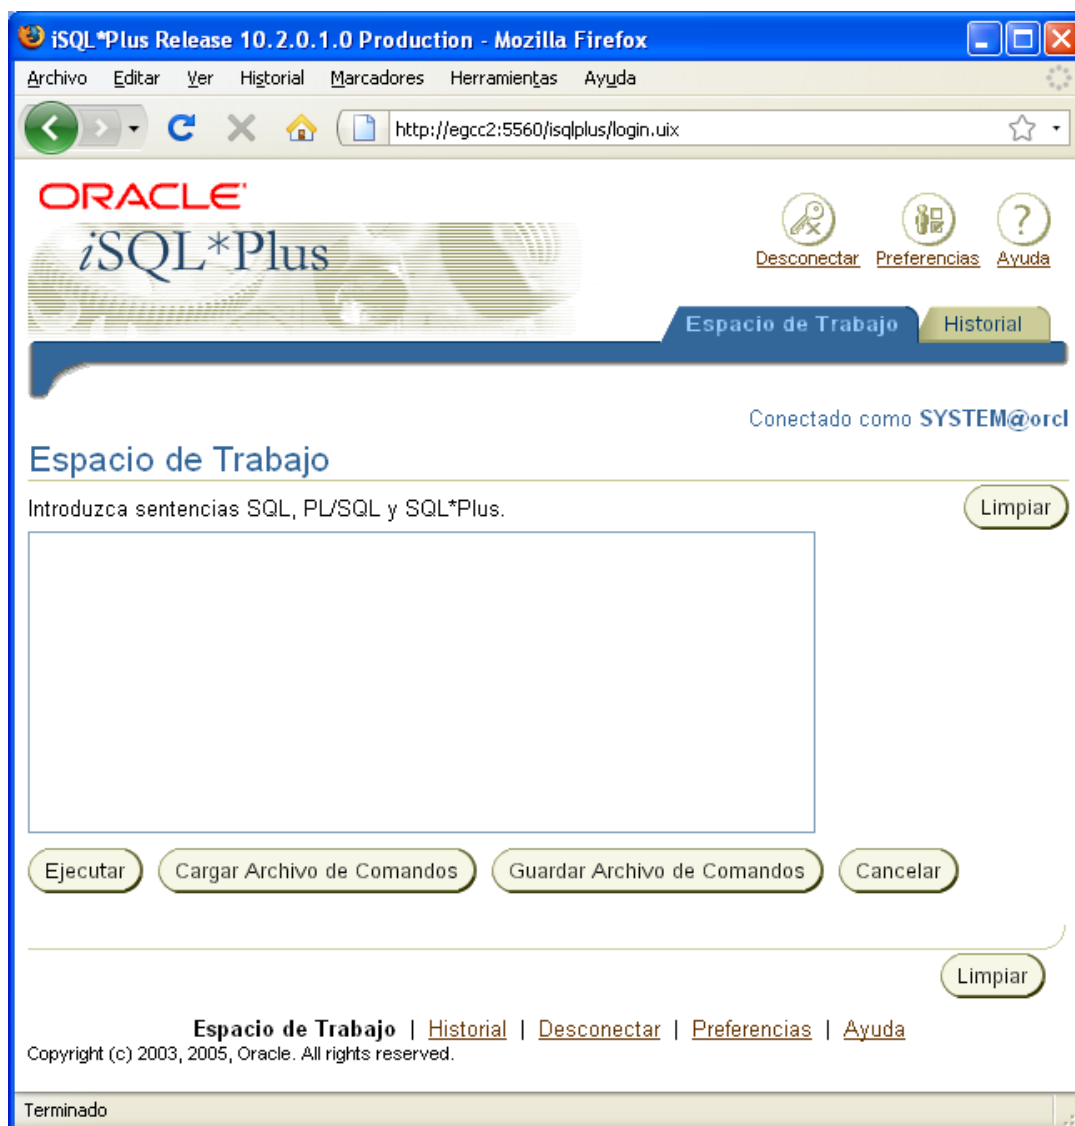 iSQL*Plus Release 10.2.0.1.0 Production - Mozilla Firefox
Archivo Editar Ver Historial Marcadores Herramientas Ayuda
http://egcc2:5560/isqlplus/login.uix
ORACLE
iSQL*Plus
Desconectar Preferencias Ayuda
Espacio de Trabajo Historial
Conectado como SYSTEM@orcl
Espacio de Trabajo
Introduzca sentencias SQL, PL/SQL y SQL*Plus.
Limpiar
Ejecutar Cargar Archivo de Comandos Guardar Archivo de Comandos Cancelar
Limpiar
Espacio de Trabajo | Historial | Desconectar | Preferencias | Ayuda
Copyright (c) 2003, 2005, Oracle. All rights reserved.
Terminado